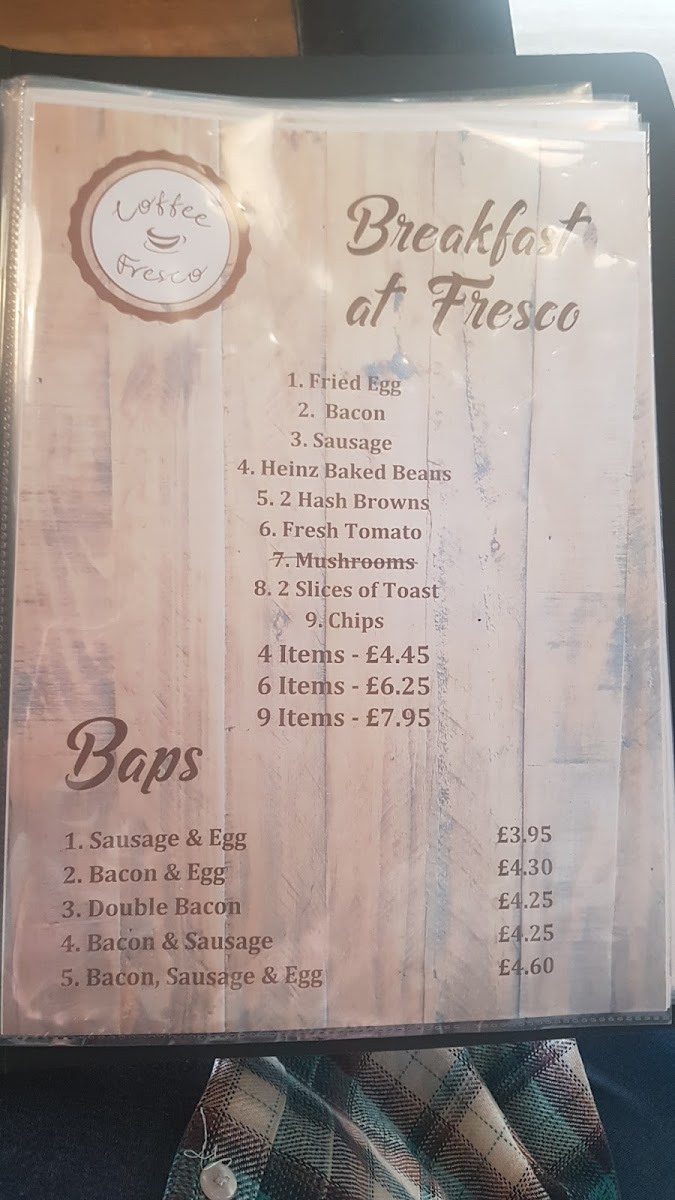 Coffee
Fresco
Breakfast
at Fresco
1. Fried Egg
2. Bacon
3. Sausage
4. Heinz Baked Beans
5. 2 Hash Browns
6. Fresh Tomato
7. Mushrooms
8. 2 Slices of Toast
9. Chips
4 Items - £4.45
6 Items - £6.25
9 Items - £7.95
Baps
1. Sausage & Egg £3.95
2. Bacon & Egg £4.30
3. Double Bacon £4.25
4. Bacon & Sausage £4.25
5. Bacon, Sausage & Egg £4.60